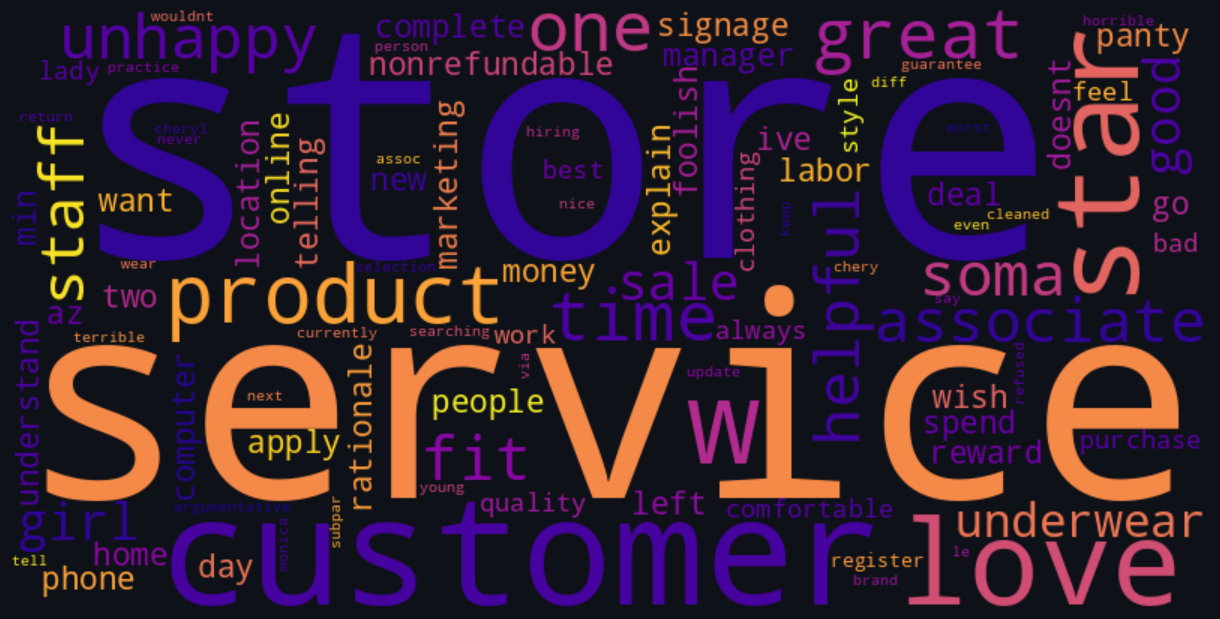 wouldnt
unhappy
complete
one
signage
great
horrible
panty
person
manager
lady
practice
nonrefundable
guarantee
store
diff
feel
star
return
staff
cheryl
never
location
online
telling
assoc
new
marketing
hiring
best
nice
explain
foolish
ive
style
labor
clothing
keep
worst
deal
even
cleaned
doesnt
good
go
bad
min
want
wear
selection
two
az
product
money
sale
time
always
chery
helpful
soma
say
associate
terrible
currently
searching
work
via
service
understand
computer
next
apply
rationale
people
fit
young
update
w
wish
refused
spend
reward
purchase
quality
left
comfortable
argumentative
girl
q
customer
monica
subpar
underwear
love
tell
home
phone
day
register
brand
le